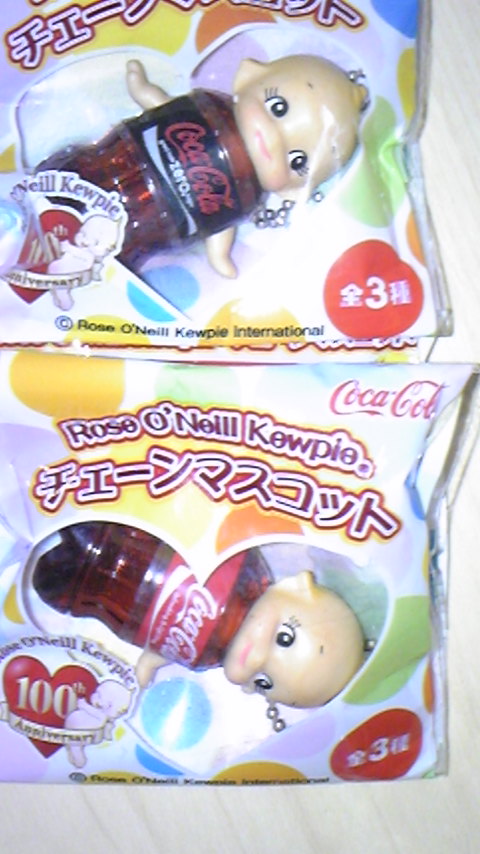 チェーンマスコット
Coca-Cola
zero
O'Neill Kewpie
100th
Anniversary
全3種
© Rose O'Neill Kewpie International
Coca-Cola
Rose O'Neill Kewpie®
チェーンマスコット
Coca-Cola
Rose O'Neill Kewpie
100th
Anniversary
全3種
© Rose O'Neill Kewpie International